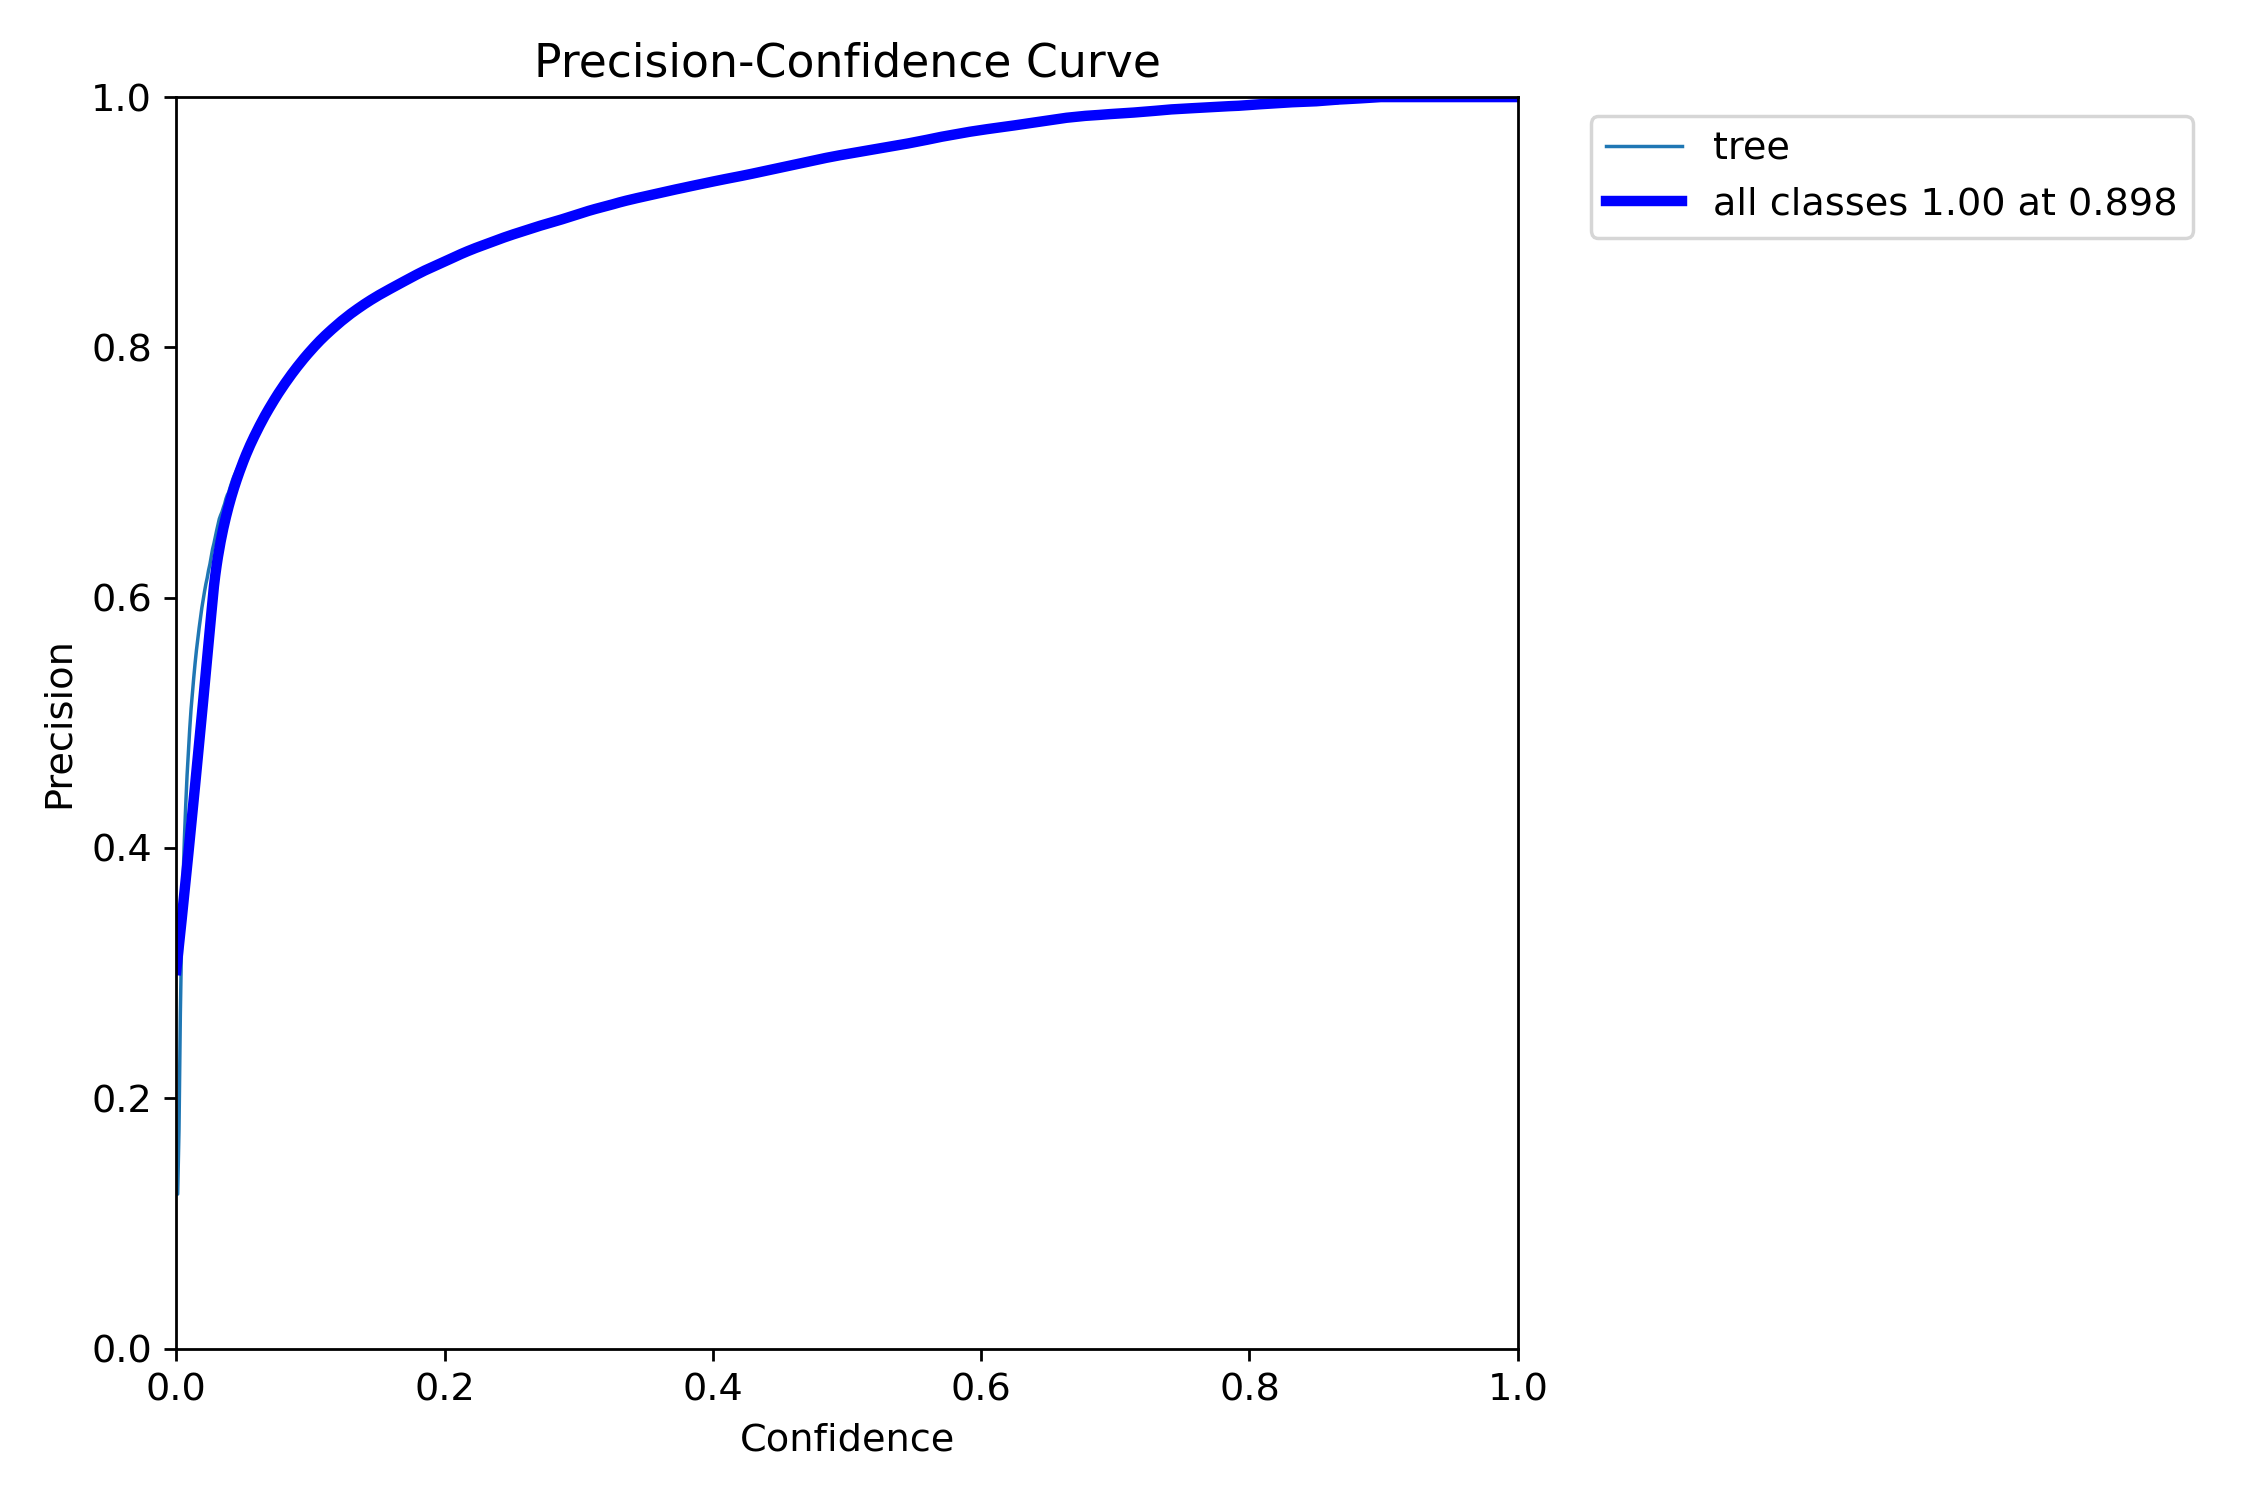 Precision-Confidence Curve
1.0
0.8
0.6
0.4
0.2
0.0
Precision
0.0 0.2 0.4 0.6 0.8 1.0
Confidence
tree
all classes 1.00 at 0.898